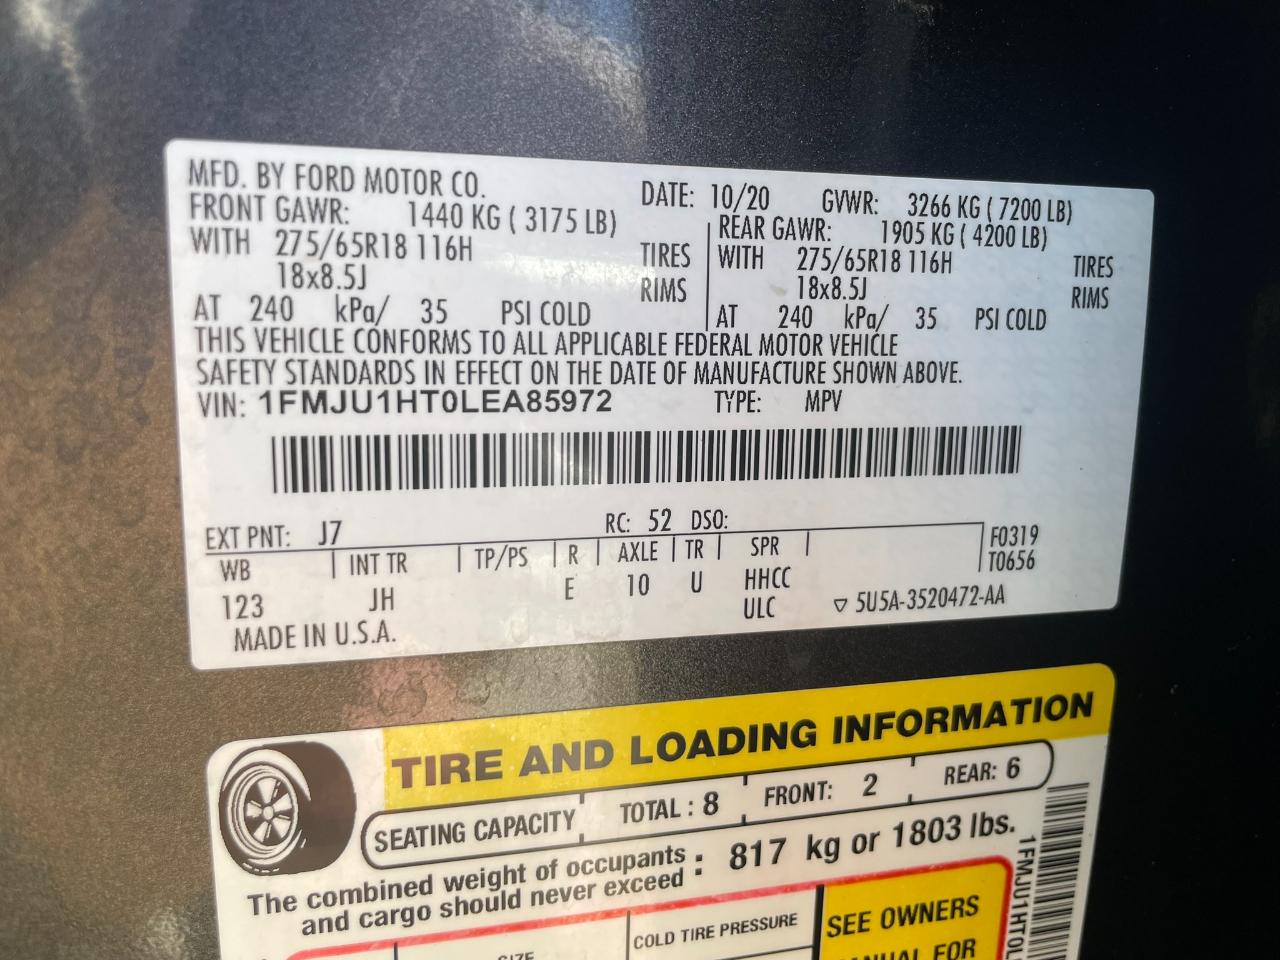 MFD. BY FORD MOTOR CO.
DATE: 10/20 GVWR: 3266 KG ( 7200 LB)
FRONT GAWR: 1440 KG ( 3175 LB)
REAR GAWR: 1905 KG ( 4200 LB)
WITH 275/65R18 116H TIRES
WITH 275/65R18 116H TIRES
18x8.5J RIMS
18x8.5J RIMS
AT 240 kPa/ 35 PSI COLD
AT 240 kPa/ 35 PSI COLD
THIS VEHICLE CONFORMS TO ALL APPLICABLE FEDERAL MOTOR VEHICLE
SAFETY STANDARDS IN EFFECT ON THE DATE OF MANUFACTURE SHOWN ABOVE.
VIN: 1FMJU1HT0LEA85972 TYPE: MPV
EXT PNT: J7 RC: 52 DSO:
F0319
WB INT TR TP/PS R AXLE TR SPR
T0656
123 JH E 10 U HHCC
ULC ▽ 5U5A-3520472-AA
MADE IN U.S.A.
TIRE AND LOADING INFORMATION
SEATING CAPACITY TOTAL : 8 FRONT: 2 REAR: 6
The combined weight of occupants
and cargo should never exceed : 817 kg or 1803 lbs.
SIZE COLD TIRE PRESSURE
SEE OWNERS
MANUAL FOR
1FMJU1HT0L